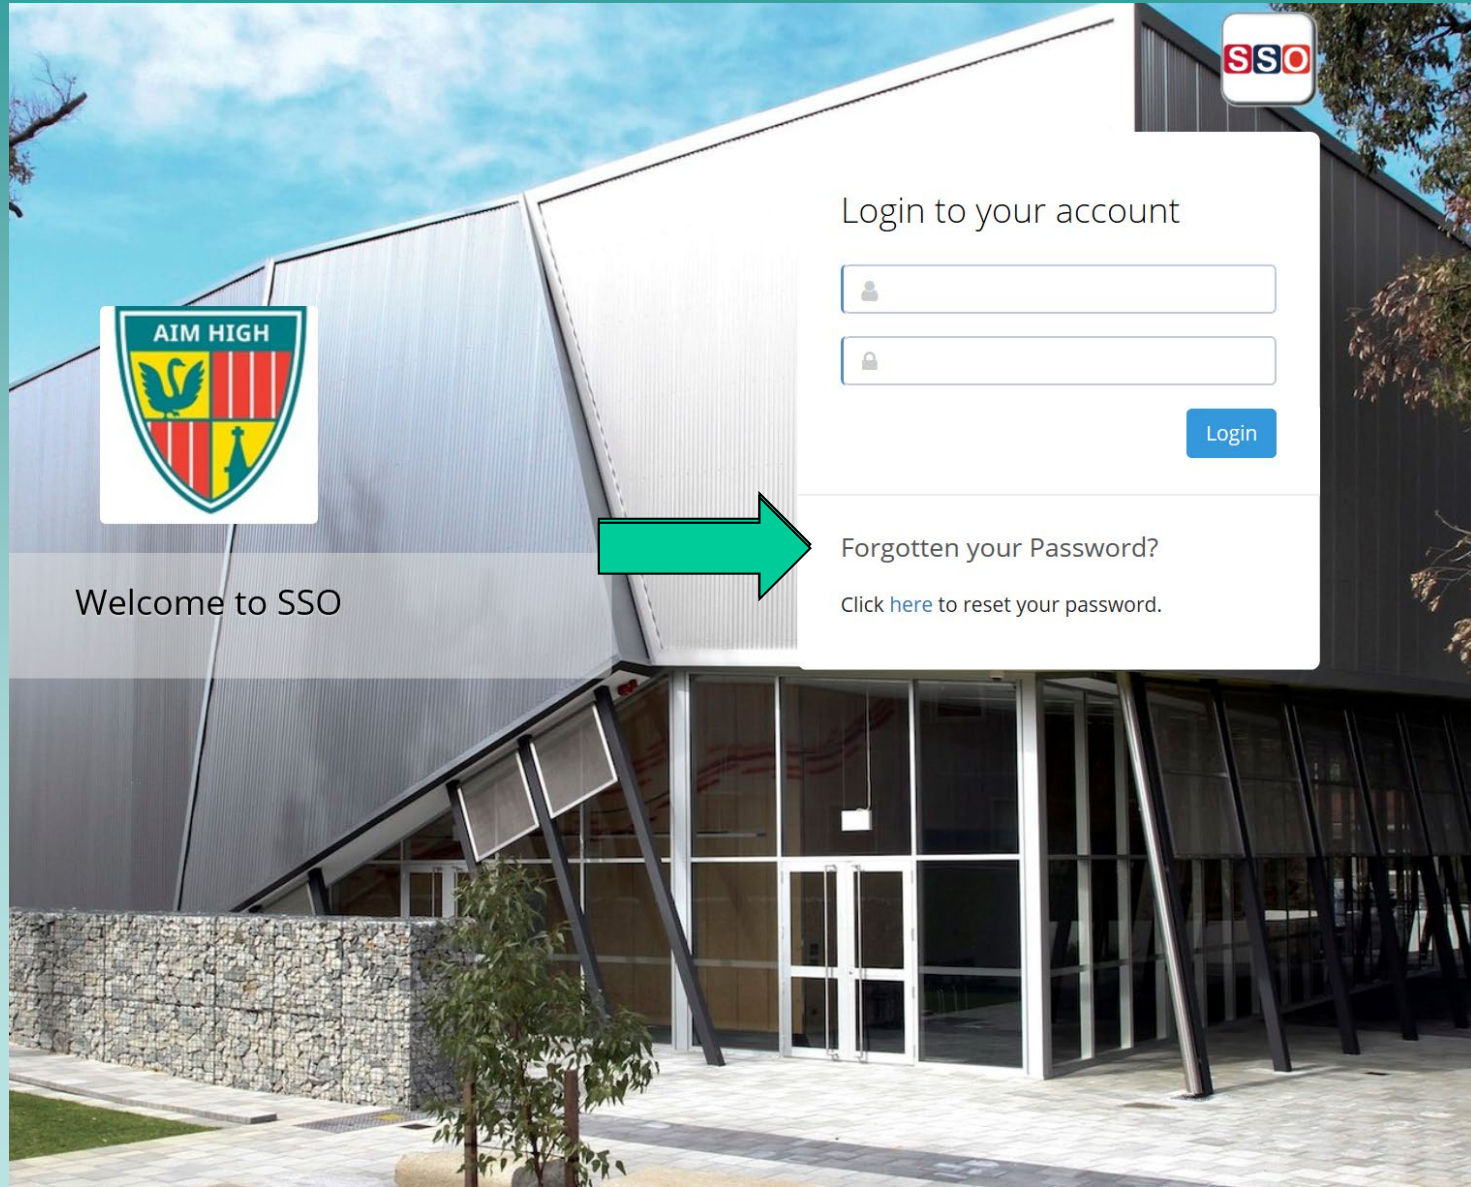 SSO
Login to your account
AIM HIGH
Login
Forgotten your Password?
Welcome to SSO
Click here to reset your password.